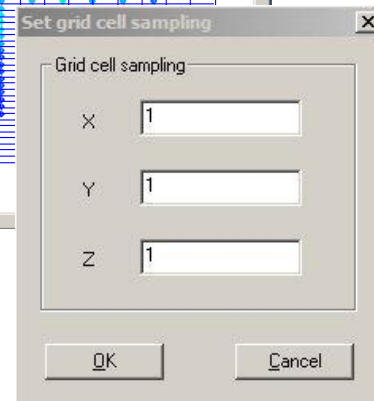 Set grid cell sampling
Grid cell sampling
X 1
Y 1
Z 1
OK Cancel